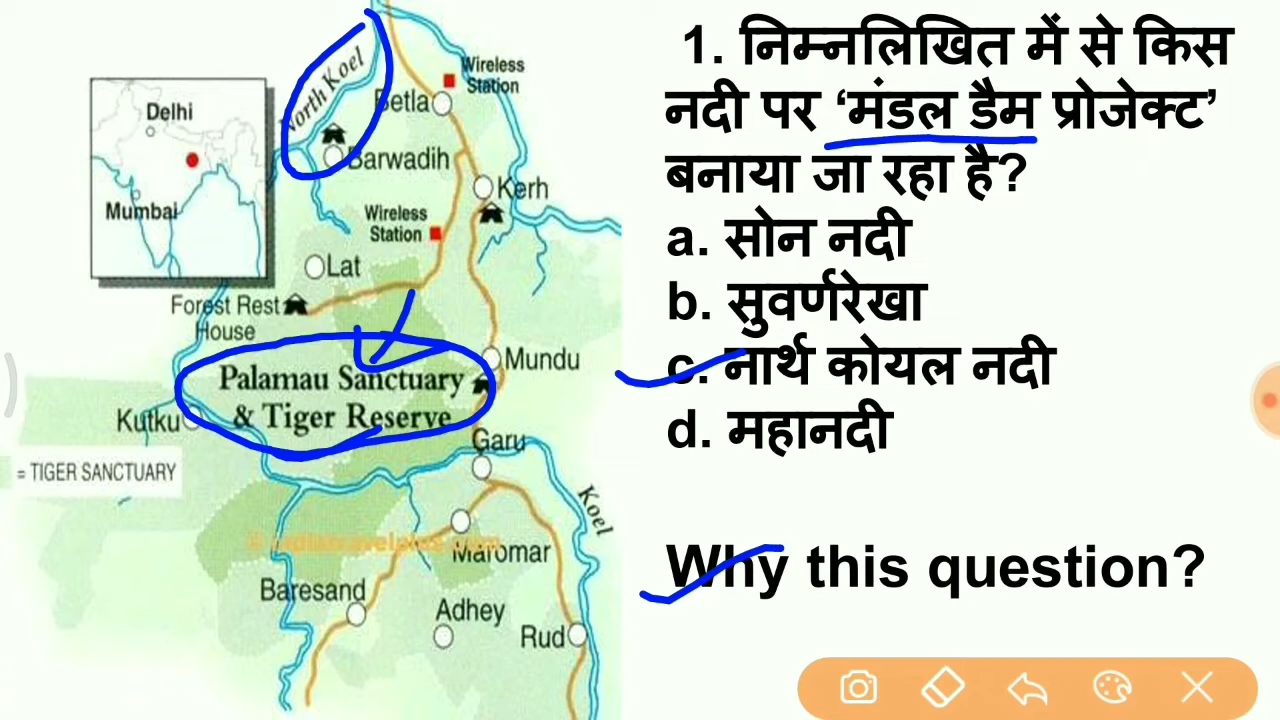 North Koel
Wireless
Station
Betla
Delhi
Mumbai
Barwadih
Kerh
Wireless
Station
Lat
Forest Rest
House
Mundu
Palamau Sanctuary
& Tiger Reserve
Kutku
Garu
= TIGER SANCTUARY
Koel
Maromar
Baresand
Adhey
Rud
1. निम्नलिखित में से किस
नदी पर ‘मंडल डैम प्रोजेक्ट’
बनाया जा रहा है?
a. सोन नदी
b. सुवर्णरेखा
c. नार्थ कोयल नदी
d. महानदी
Why this question?